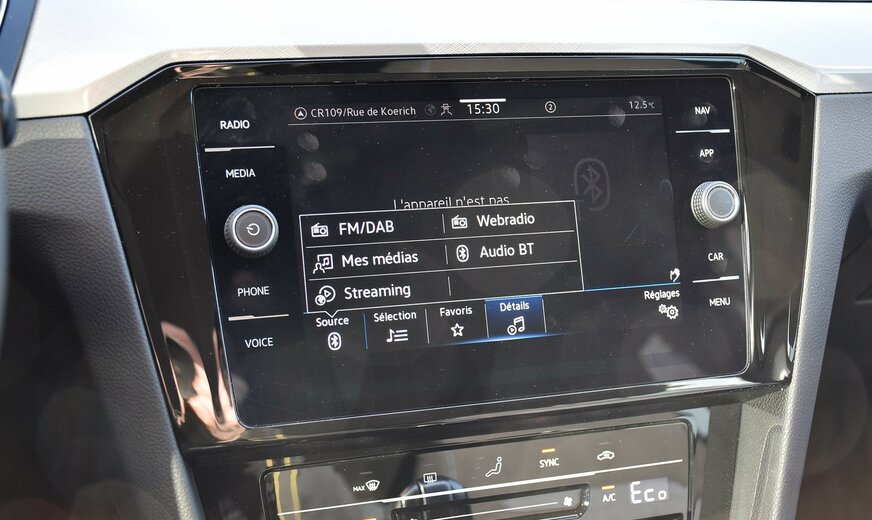 CR109/Rue de Koerich 15:30 2 12.5°C
RADIO
MEDIA
PHONE
VOICE
NAV
APP
CAR
MENU
L'appareil n'est pas
FM/DAB Webradio
Mes médias Audio BT
Streaming
Source Sélection Favoris Détails Réglages
MAX SYNC
A/C Eco